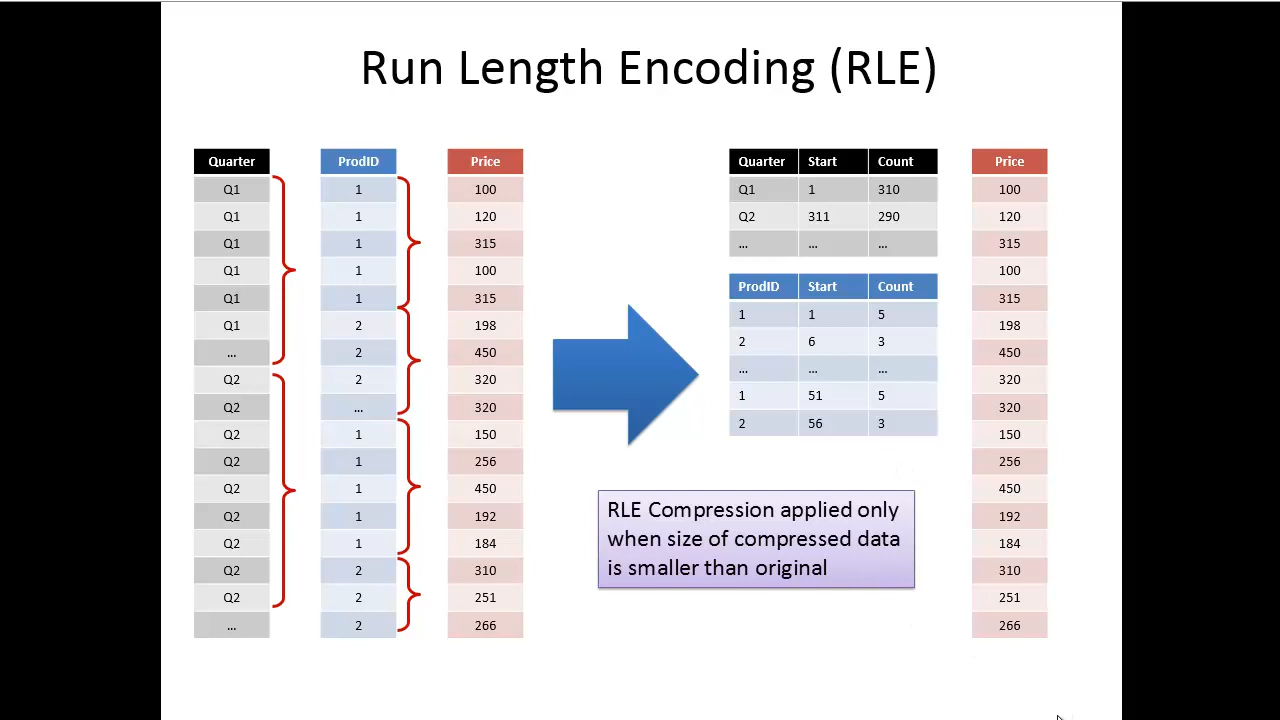 Run Length Encoding (RLE)
Quarter ProdID Price
Q1 1 100
Q1 1 120
Q1 1 315
Q1 1 100
Q1 1 315
Q1 2 198
... 2 450
Q2 2 320
Q2 ... 320
Q2 1 150
Q2 1 256
Q2 1 450
Q2 1 192
Q2 1 184
Q2 2 310
Q2 2 251
... 2 266
Quarter Start Count
Q1 1 310
Q2 311 290
... ... ...
ProdID Start Count
1 1 5
2 6 3
... ... ...
1 51 5
2 56 3
RLE Compression applied only
when size of compressed data
is smaller than original
Price
100
120
315
100
315
198
450
320
320
150
256
450
192
184
310
251
266